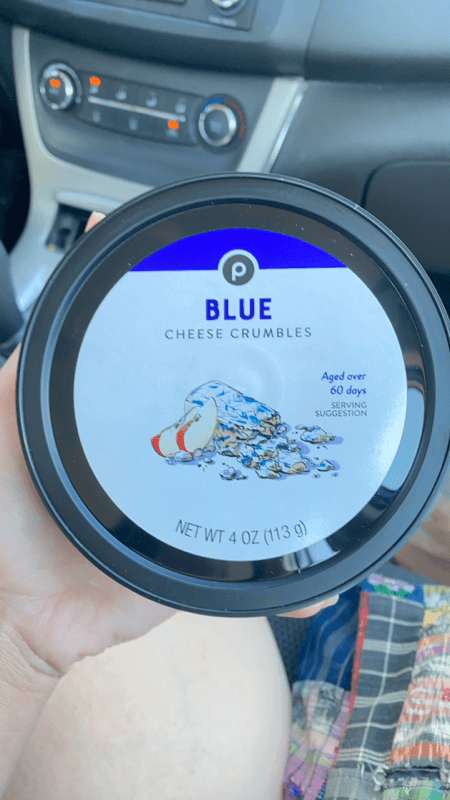 P
BLUE
CHEESE CRUMBLES
Aged over
60 days
SERVING
SUGGESTION
NET WT 4 OZ (113 g)